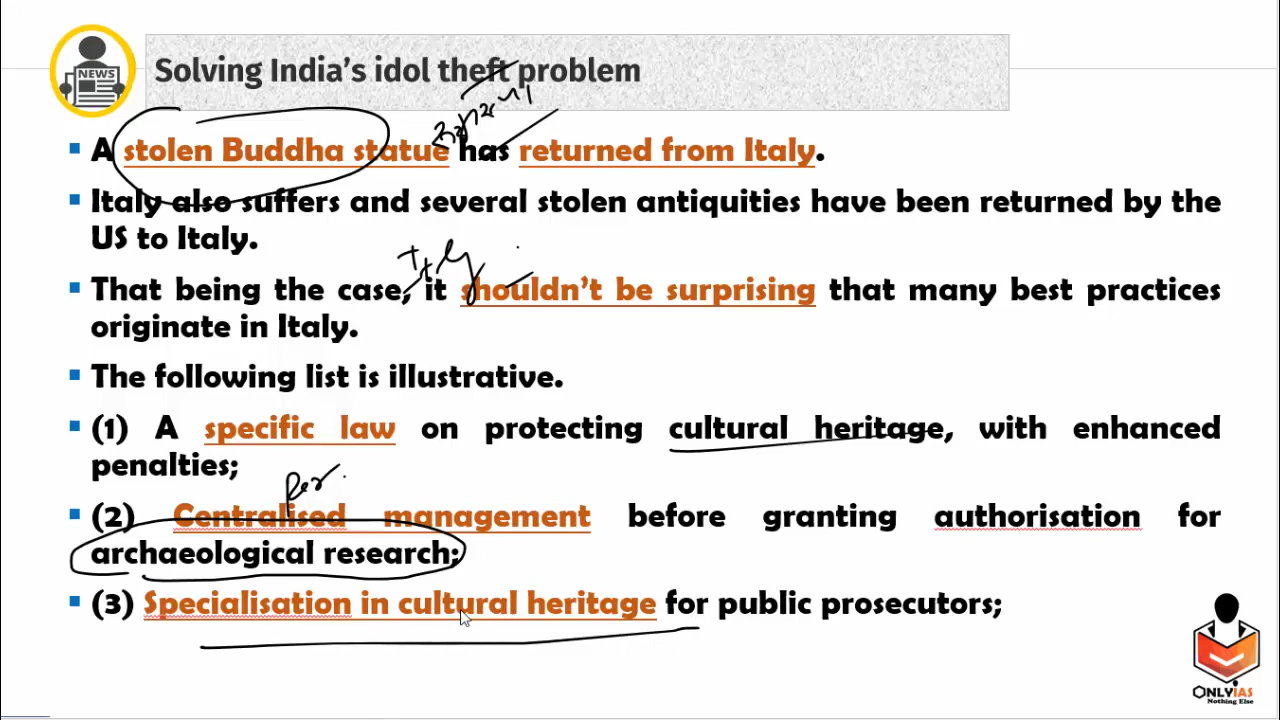 NEWS
Solving India's idol theft problem
A stolen Buddha statue has returned from Italy.
Italy also suffers and several stolen antiquities have been returned by the
US to Italy.
Italy
That being the case, it shouldn't be surprising that many best practices
originate in Italy.
The following list is illustrative.
(1) A specific law on protecting cultural heritage, with enhanced
penalties;
Per
(2) Centralised management before granting authorisation for
archaeological research;
(3) Specialisation in cultural heritage for public prosecutors;
ONLYIAS
Nothing Else